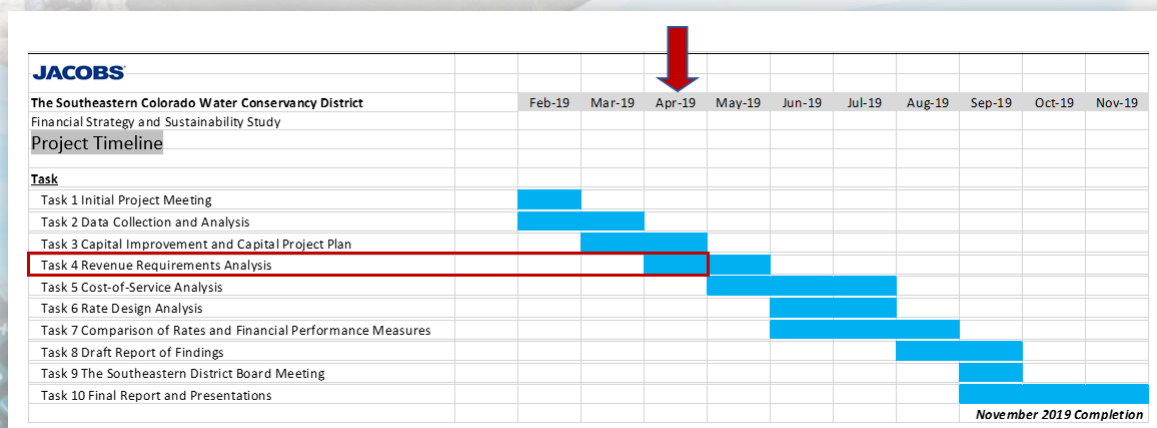 JACOBS
The Southeastern Colorado Water Conservancy District Feb-19 Mar-19 Apr-19 May-19 Jun-19 Jul-19 Aug-19 Sep-19 Oct-19 Nov-19
Financial Strategy and Sustainability Study
Project Timeline
Task
Task 1 Initial Project Meeting
Task 2 Data Collection and Analysis
Task 3 Capital Improvement and Capital Project Plan
Task 4 Revenue Requirements Analysis
Task 5 Cost-of-Service Analysis
Task 6 Rate Design Analysis
Task 7 Comparison of Rates and Financial Performance Measures
Task 8 Draft Report of Findings
Task 9 The Southeastern District Board Meeting
Task 10 Final Report and Presentations
November 2019 Completion